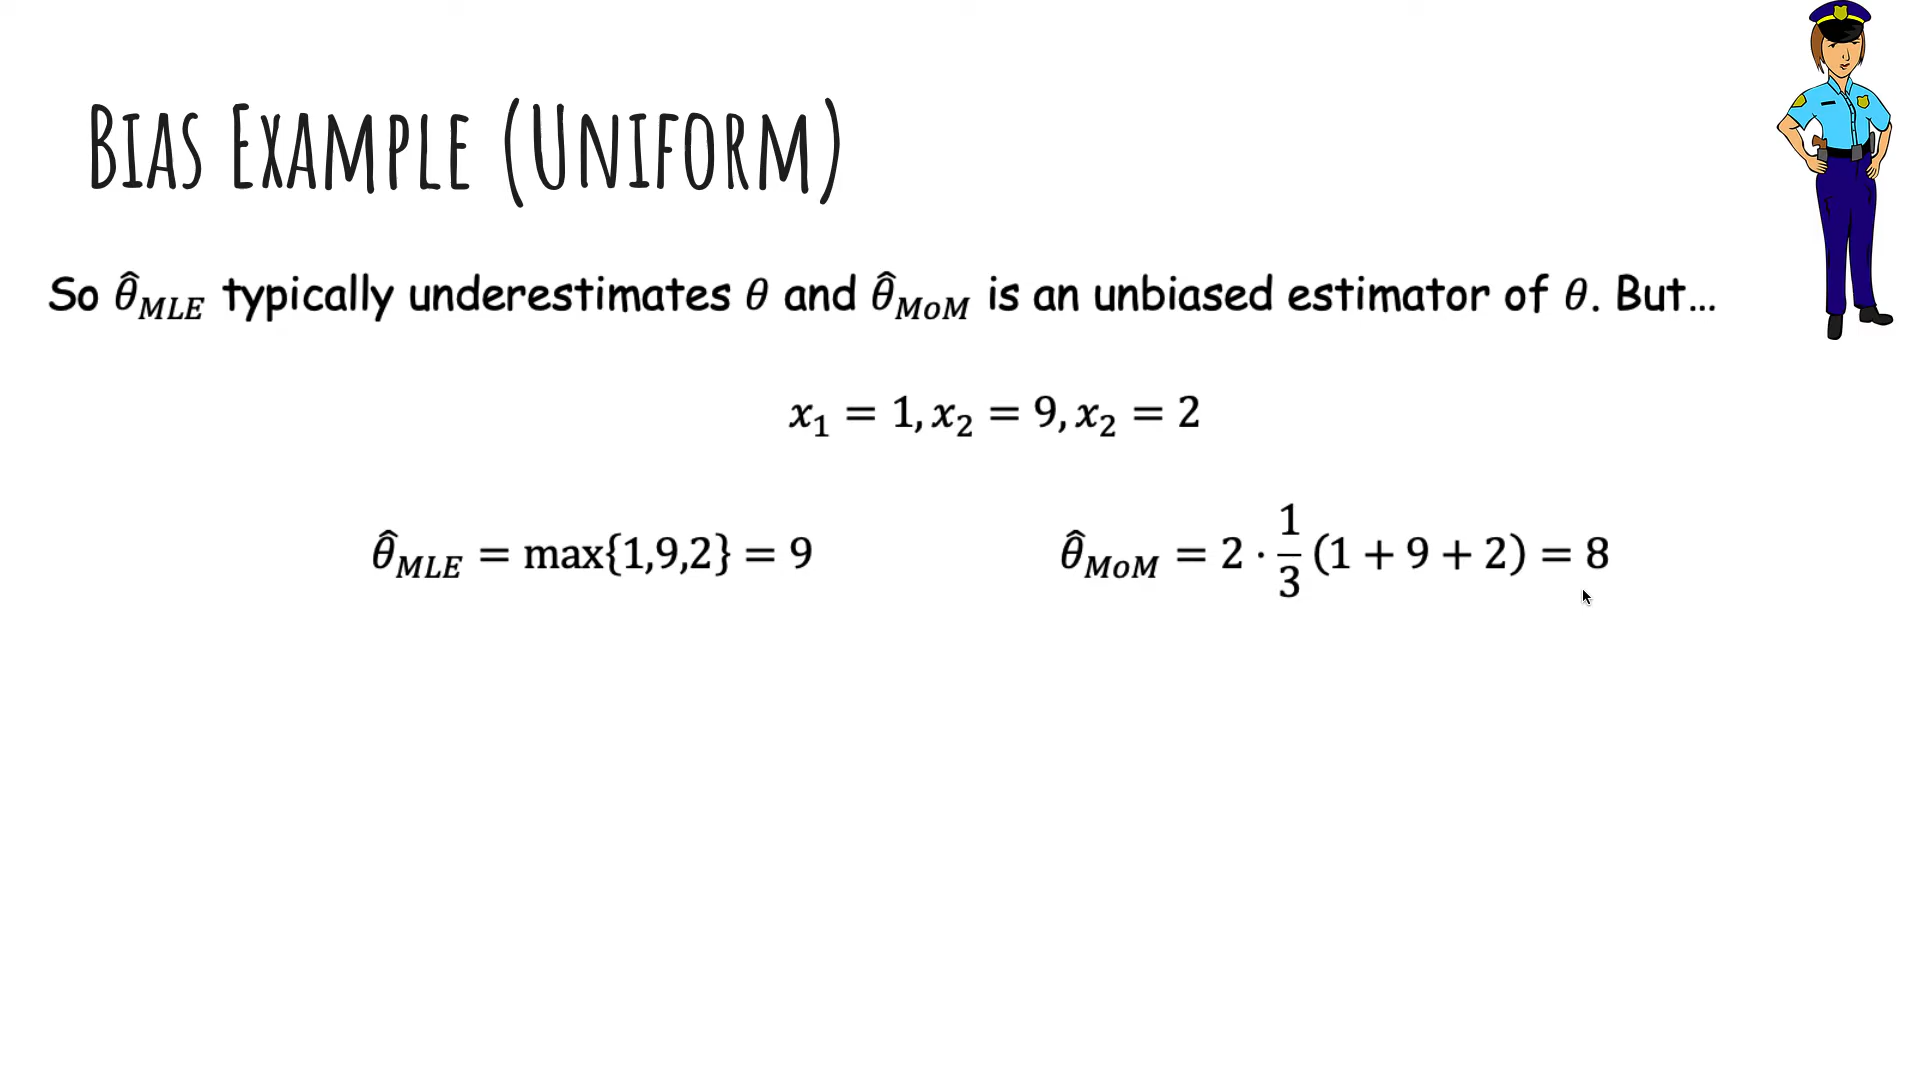 BIAS EXAMPLE (UNIFORM)
So θ̂_MLE typically underestimates θ and θ̂_MoM is an unbiased estimator of θ. But...
x₁ = 1, x₂ = 9, x₂ = 2
θ̂_MLE = max{1,9,2} = 9
θ̂_MoM = 2 · 1/3 (1 + 9 + 2) = 8